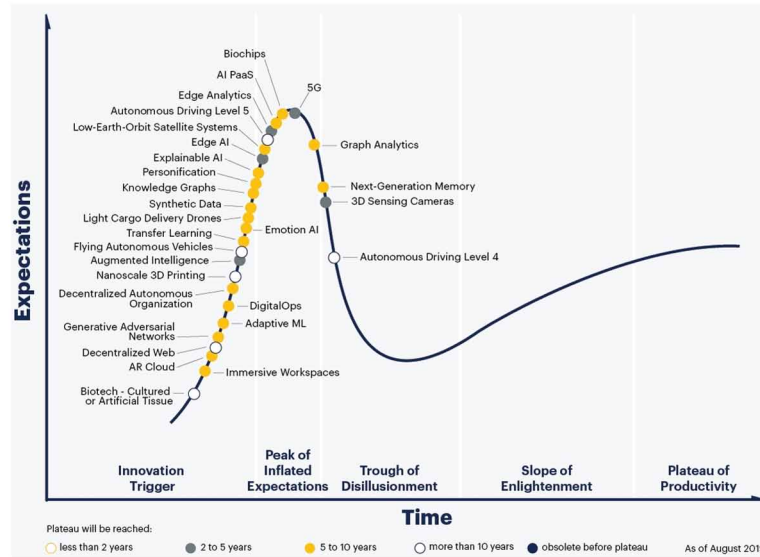 Biochips
AI PaaS
5G
Edge Analytics
Autonomous Driving Level 5
Low-Earth-Orbit Satellite Systems
Edge AI
Graph Analytics
Explainable AI
Personification
Knowledge Graphs
Next-Generation Memory
Synthetic Data
3D Sensing Cameras
Light Cargo Delivery Drones
Transfer Learning
Emotion AI
Flying Autonomous Vehicles
Augmented Intelligence
Autonomous Driving Level 4
Nanoscale 3D Printing
Decentralized Autonomous
Organization
DigitalOps
Generative Adversarial
Networks
Adaptive ML
Decentralized Web
AR Cloud
Immersive Workspaces
Biotech - Cultured
or Artificial Tissue
Expectations
Innovation
Trigger
Peak of
Inflated
Expectations
Trough of
Disillusionment
Slope of
Enlightenment
Plateau of
Productivity
Time
Plateau will be reached:
less than 2 years
2 to 5 years
5 to 10 years
more than 10 years
obsolete before plateau
As of August 201